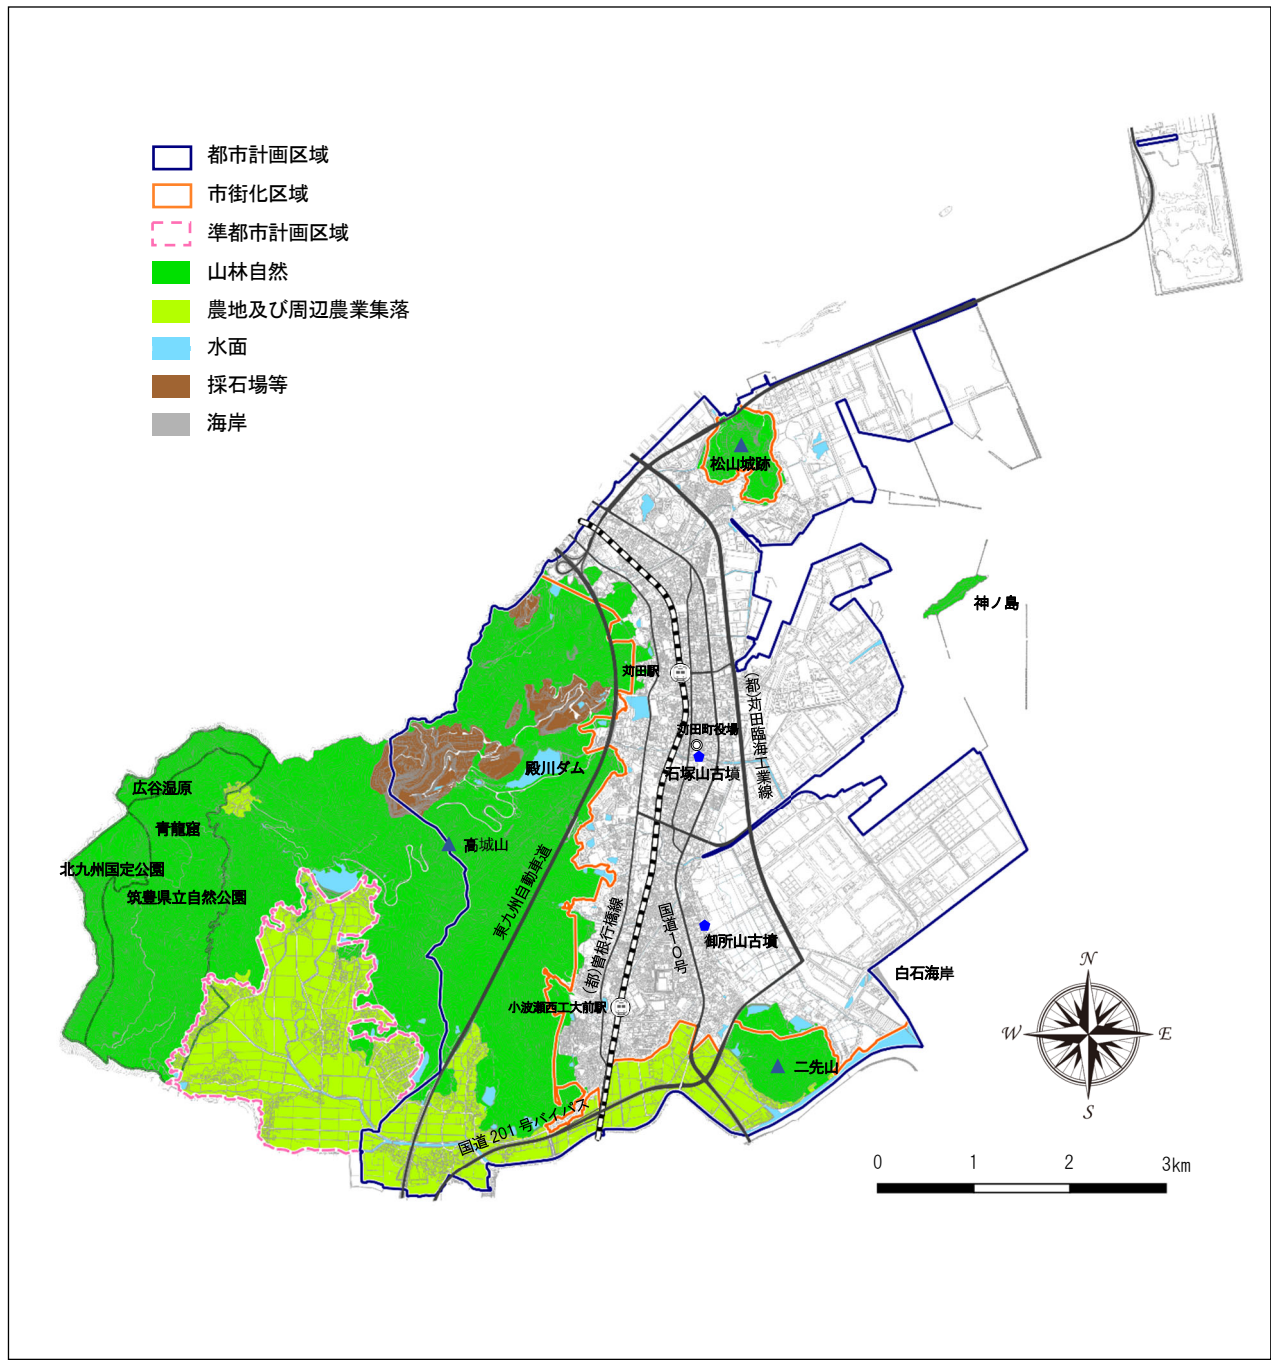 都市計画区域
市街化区域
準都市計画区域
山林自然
農地及び周辺農業集落
水面
採石場等
海岸
松山城跡
神ノ島
苅田駅
(都)苅田臨海工業線
苅田町役場
石塚山古墳
殿川ダム
広谷湿原
青龍窟
高城山
北九州国定公園
筑豊県立自然公園
東九州自動車道
(都)曽根行橋線
国道10号
御所山古墳
白石海岸
小波瀬西工大前駅
二先山
国道201号バイパス
N
W
E
S
0 1 2 3km